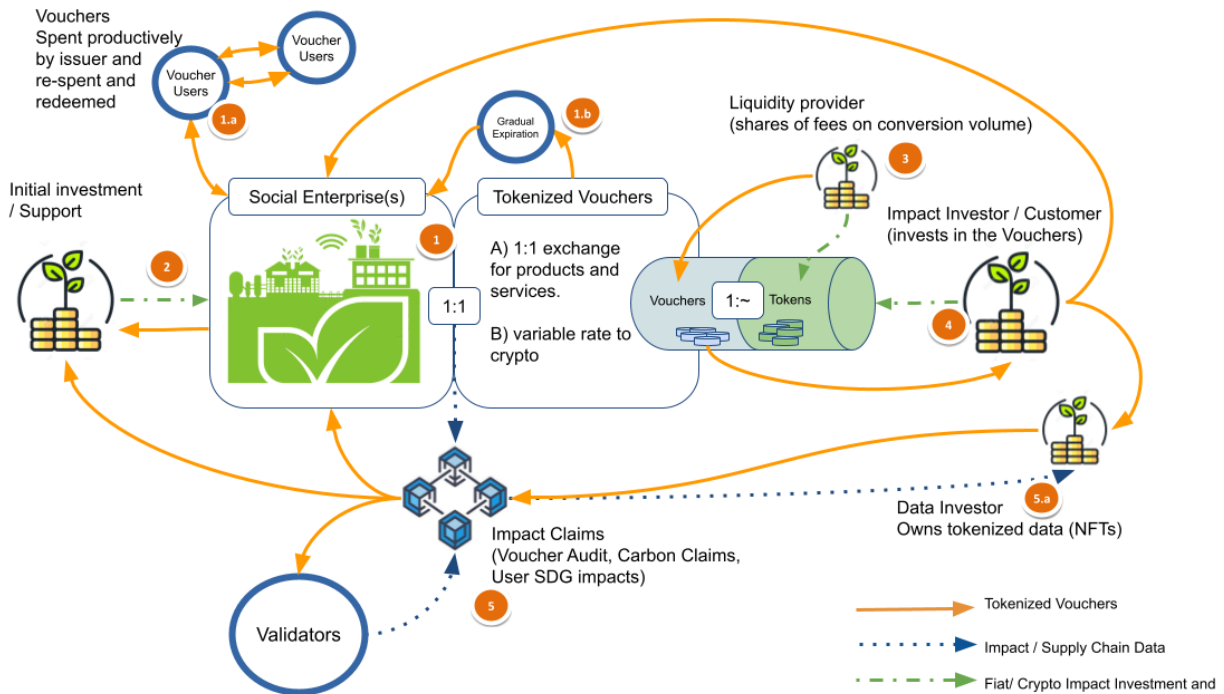 Vouchers
Spent productively
by issuer and
re-spent and
redeemed
Voucher
Users
Voucher
Users
1.a
Gradual
Expiration
1.b
Liquidity provider
(shares of fees on conversion volume)
3
Initial investment
/ Support
2
Social Enterprise(s)
1
Tokenized Vouchers
A) 1:1 exchange
for products and
services.
B) variable rate to
crypto
1:1
Vouchers
1:~
Tokens
Impact Investor / Customer
(invests in the Vouchers)
4
Impact Claims
(Voucher Audit, Carbon Claims,
User SDG impacts)
5
5.a
Data Investor
Owns tokenized data (NFTs)
Validators
Tokenized Vouchers
Impact / Supply Chain Data
Fiat/ Crypto Impact Investment and